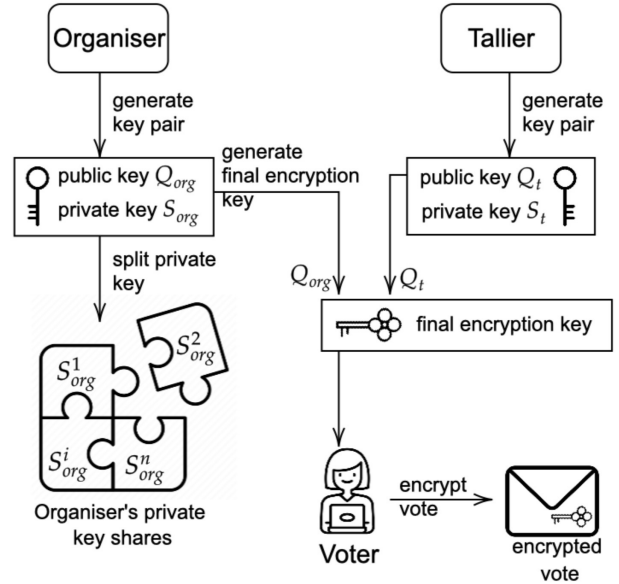 Organiser
Tallier
generate
key pair
generate
key pair
generate
final encryption
key
public key Q_org
private key S_org
public key Q_t
private key S_t
split private
key
Q_org
Q_t
final encryption key
S^1_org
S^2_org
S^i_org
S^n_org
Organiser's private
key shares
Voter
encrypt
vote
encrypted
vote